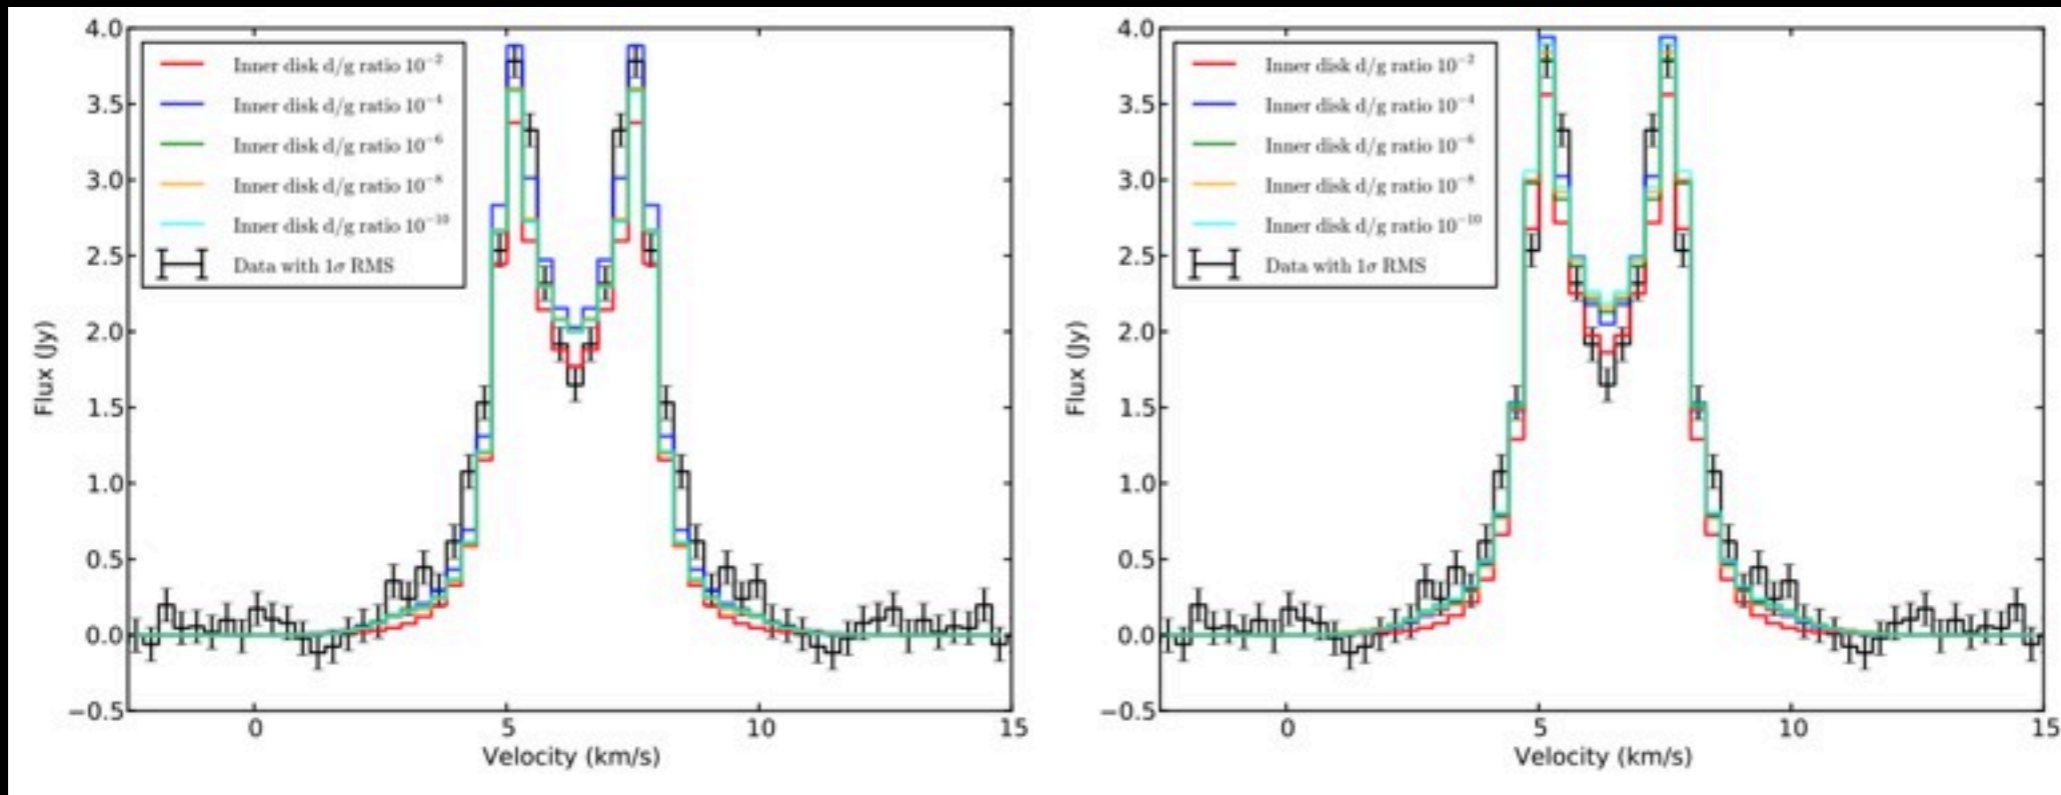 4.0
3.5
3.0
2.5
2.0
1.5
1.0
0.5
0.0
−0.5
Flux (Jy)
Inner disk d/g ratio 10⁻²
Inner disk d/g ratio 10⁻⁴
Inner disk d/g ratio 10⁻⁶
Inner disk d/g ratio 10⁻⁸
Inner disk d/g ratio 10⁻¹⁰
Data with 1σ RMS
0 5 10 15
Velocity (km/s)
4.0
3.5
3.0
2.5
2.0
1.5
1.0
0.5
0.0
−0.5
Flux (Jy)
Inner disk d/g ratio 10⁻²
Inner disk d/g ratio 10⁻⁴
Inner disk d/g ratio 10⁻⁶
Inner disk d/g ratio 10⁻⁸
Inner disk d/g ratio 10⁻¹⁰
Data with 1σ RMS
0 5 10 15
Velocity (km/s)